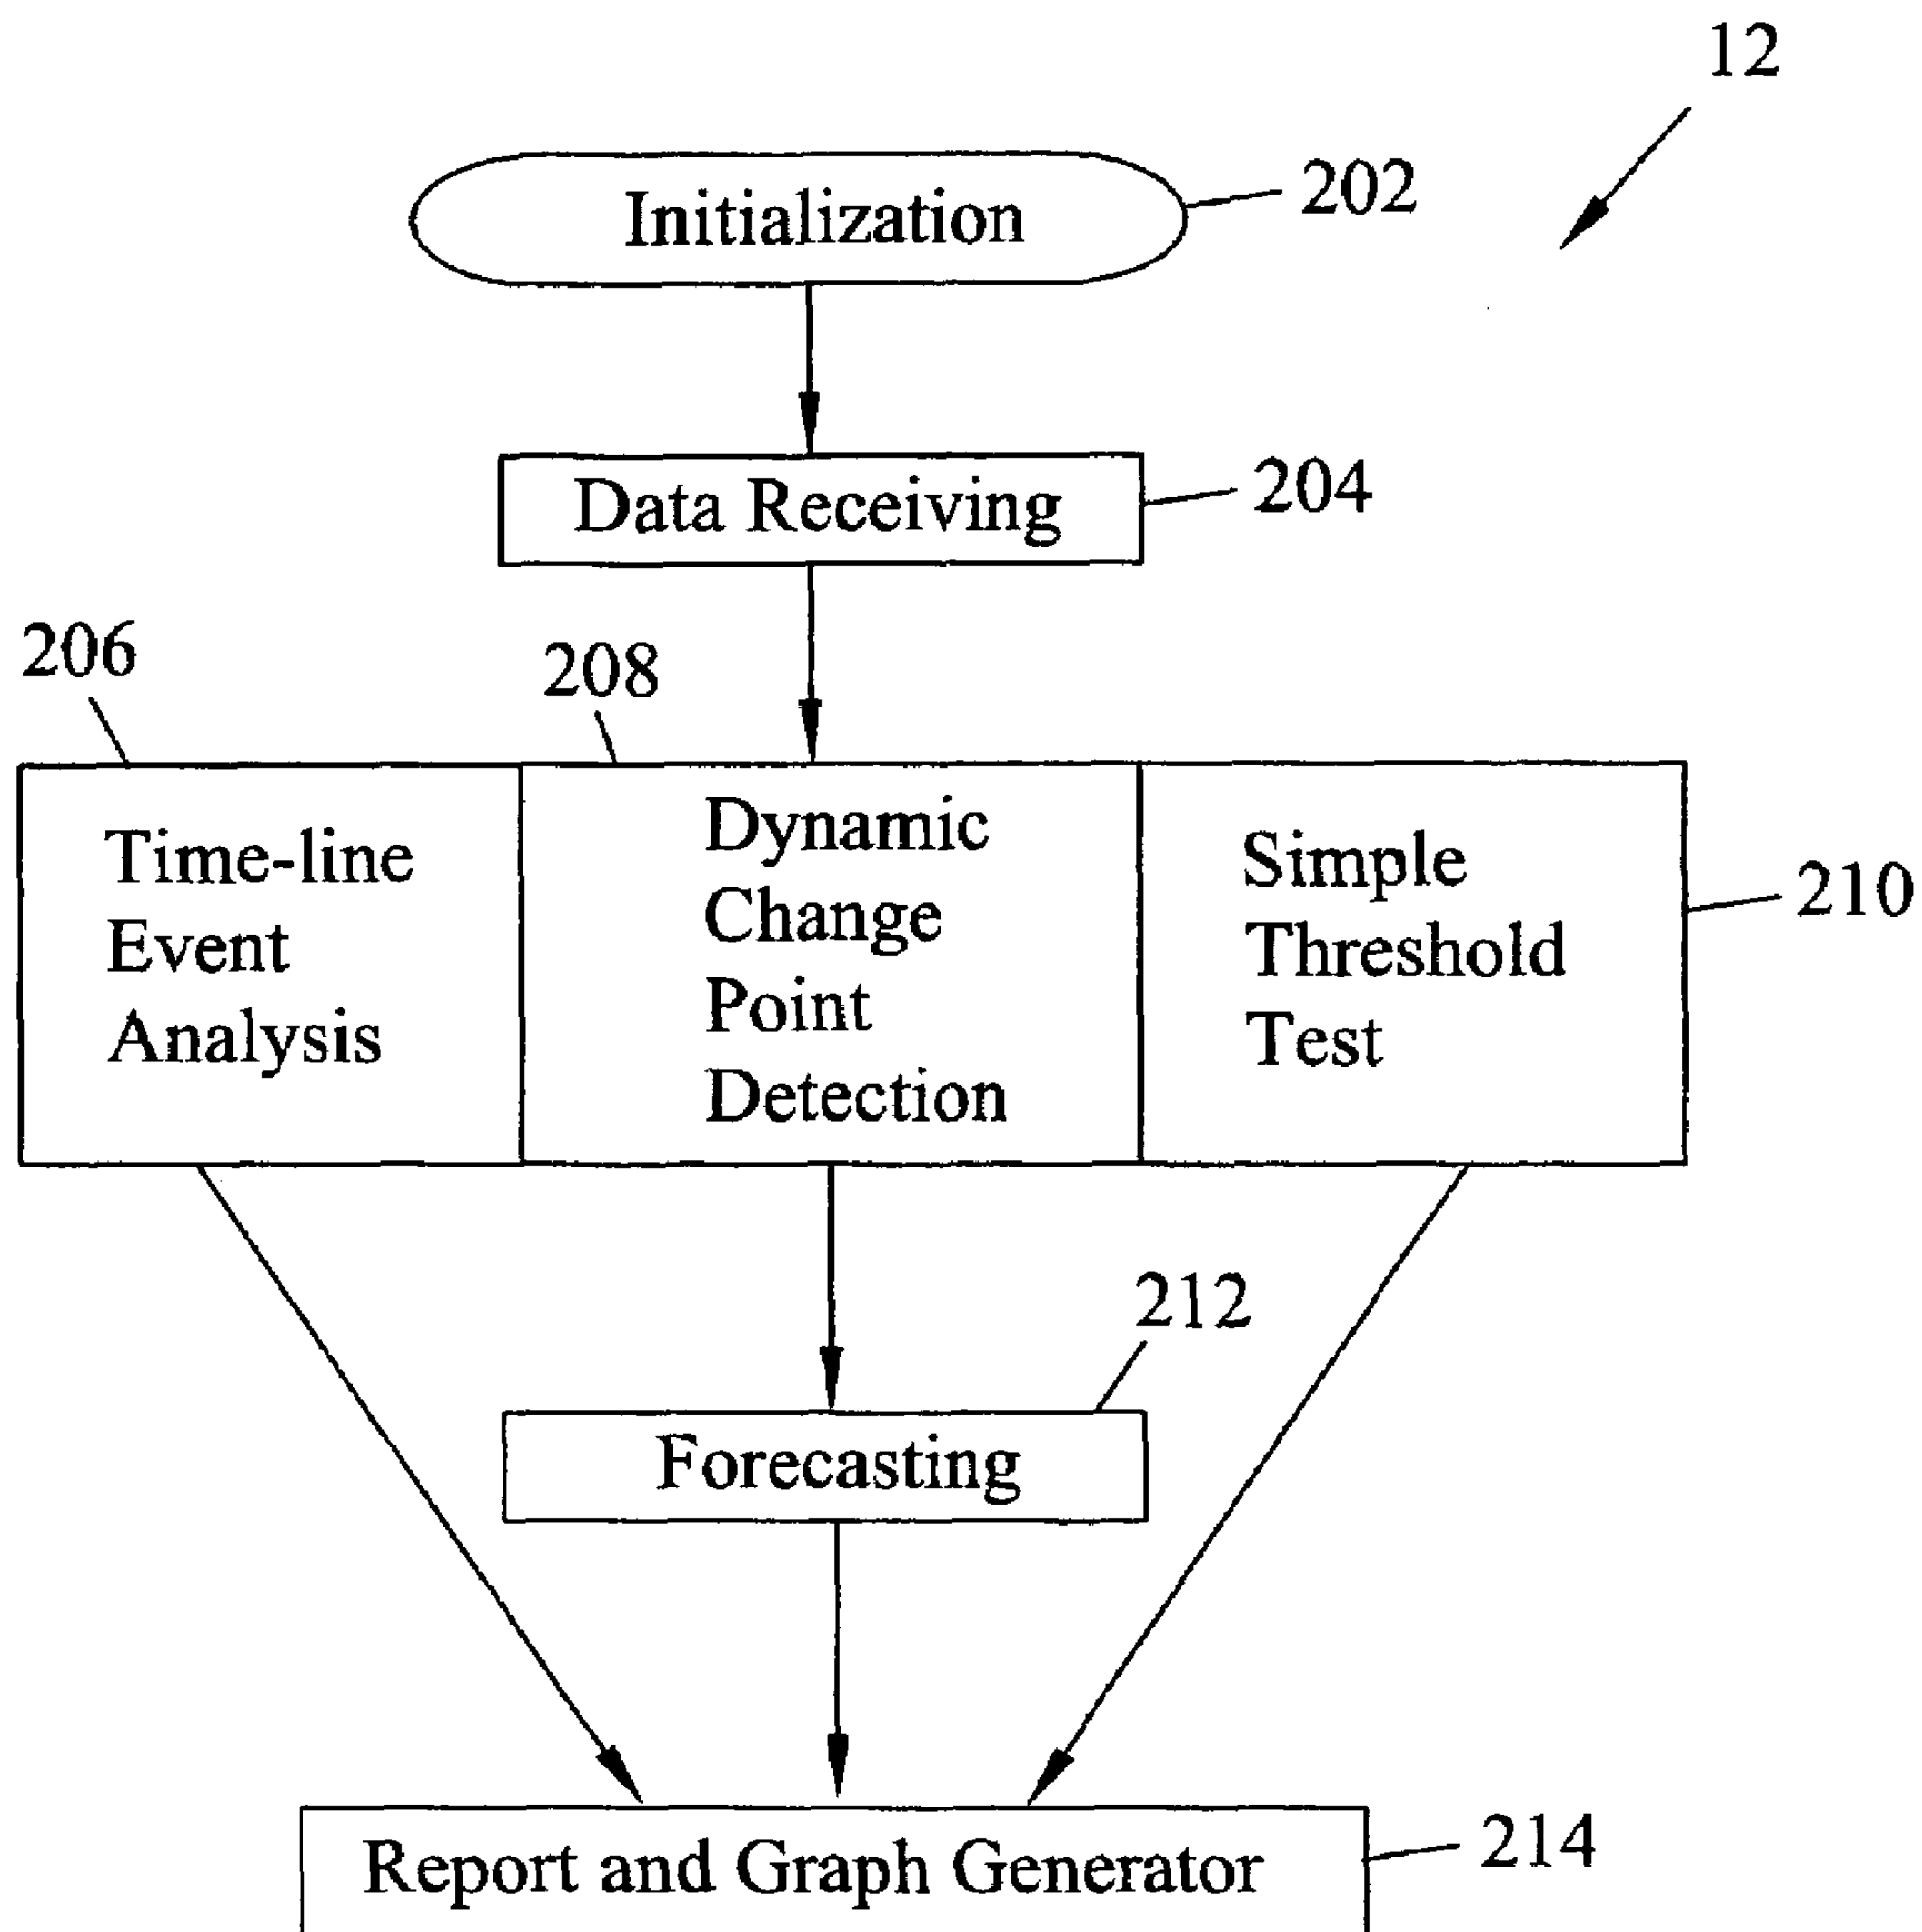 12
Initialization
202
Data Receiving
204
206
208
Time-line
Event
Analysis
Dynamic
Change
Point
Detection
Simple
Threshold
Test
210
212
Forecasting
Report and Graph Generator
214